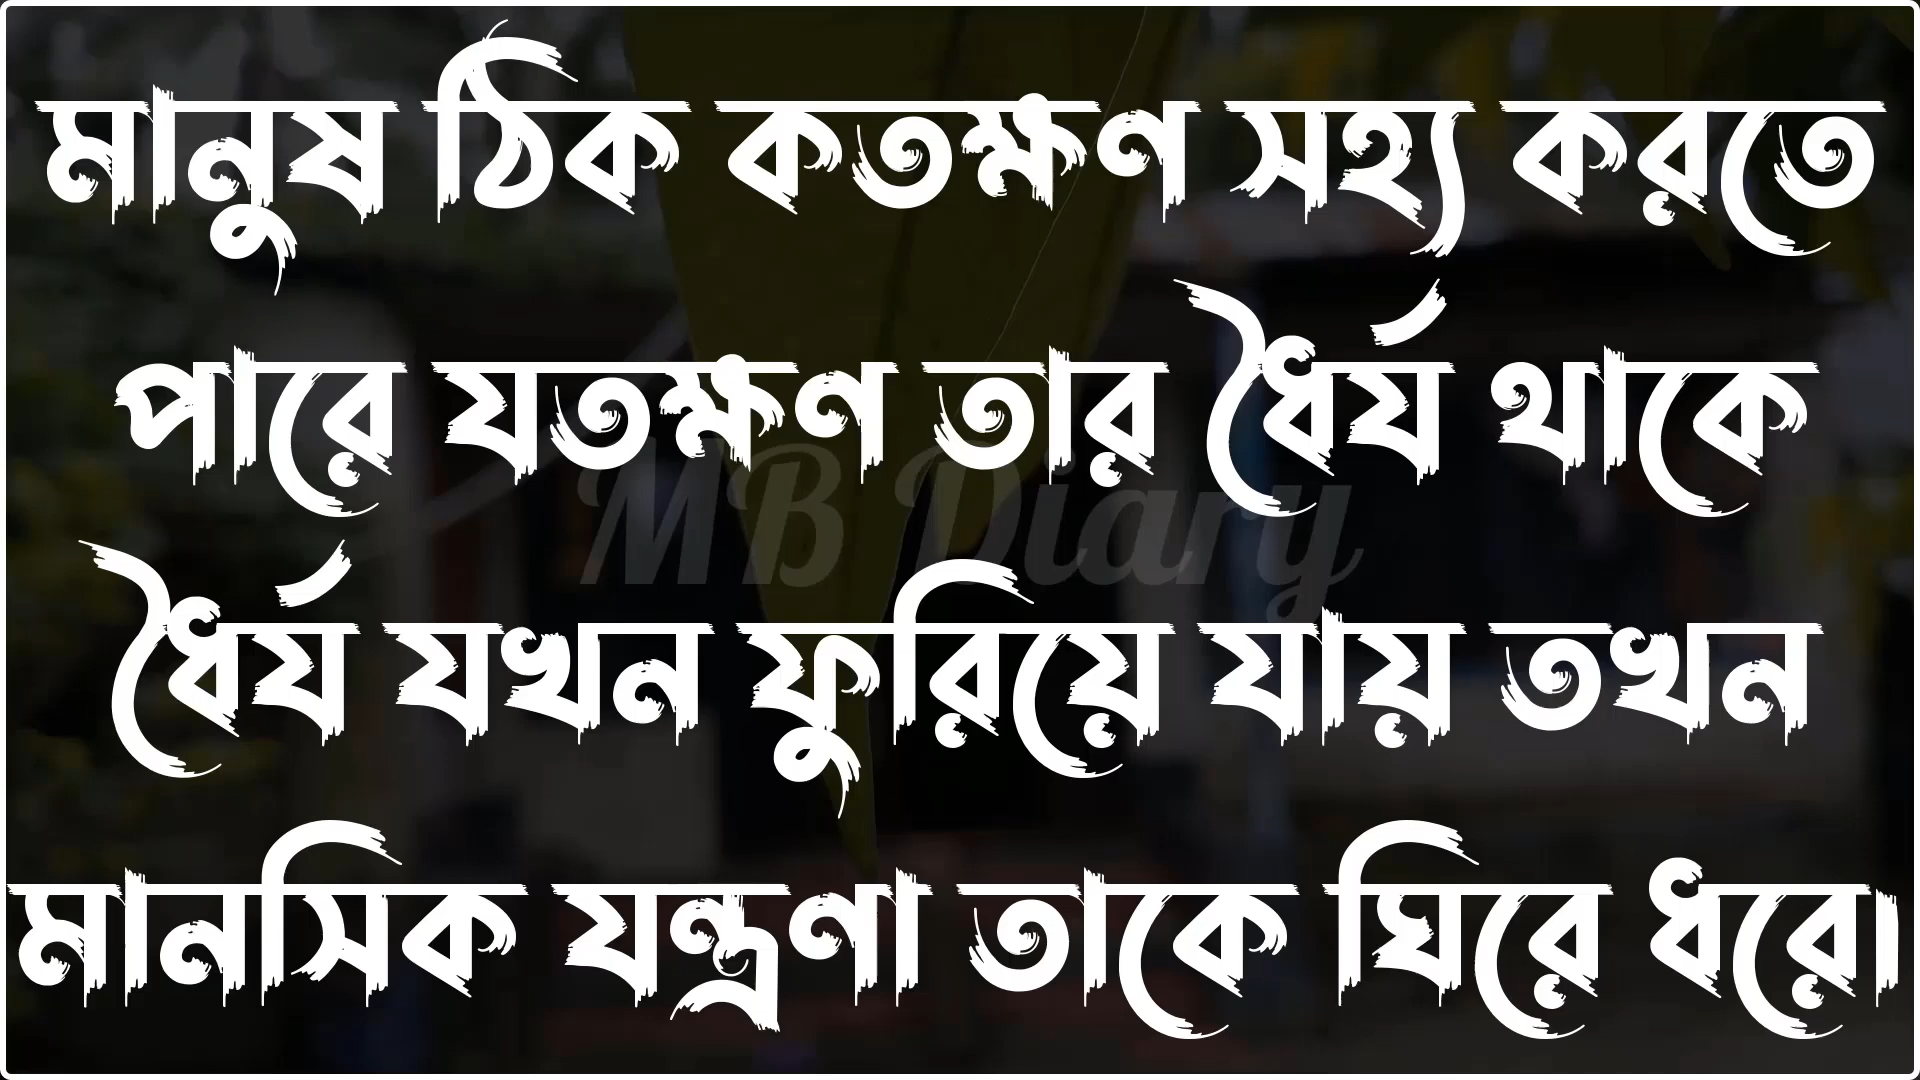 মানুষ ঠিক কতক্ষণ সহ্য করতে
পারে যতক্ষণ তার ধৈর্য থাকে
MB Diary
ধৈর্য যখন ফুরিয়ে যায় তখন
মানসিক যন্ত্রণা তাকে ঘিরে ধরে।